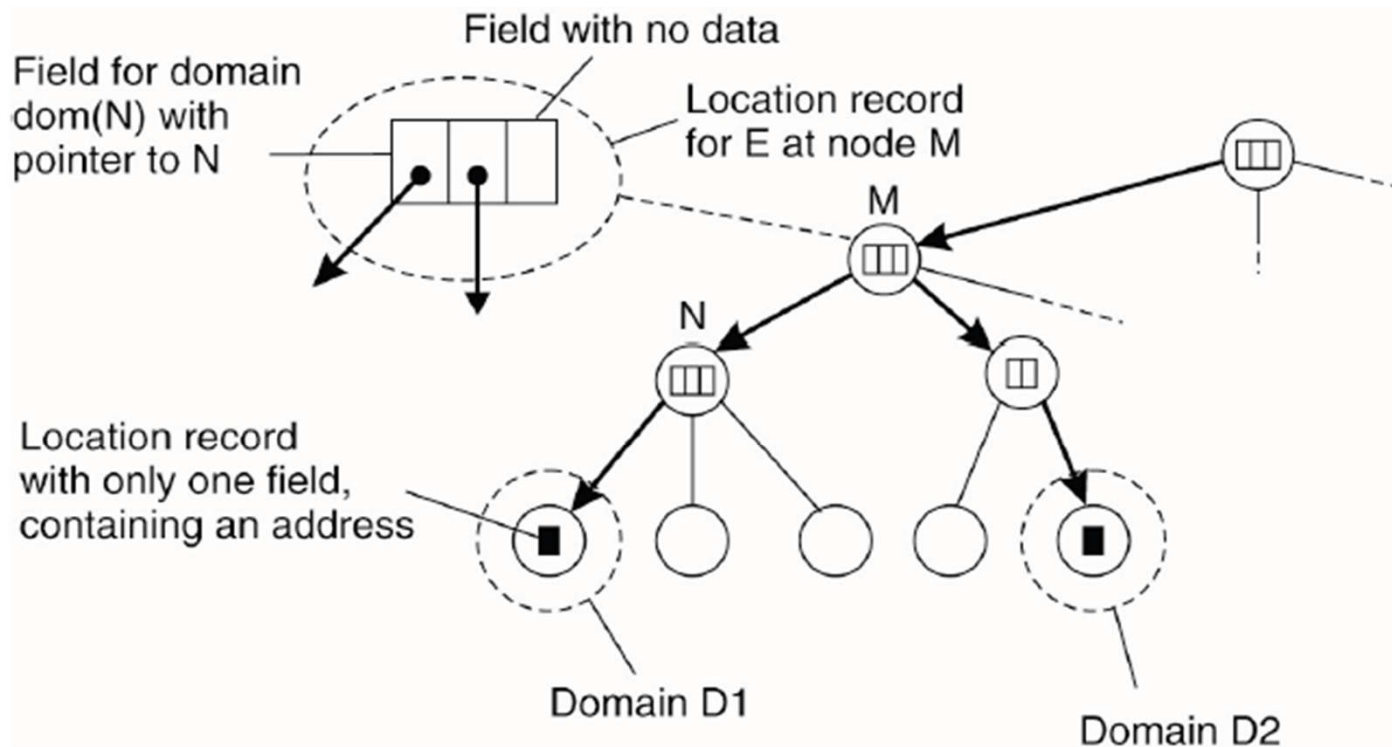 Field with no data
Field for domain
dom(N) with
pointer to N
Location record
for E at node M
M
N
Location record
with only one field,
containing an address
Domain D1
Domain D2